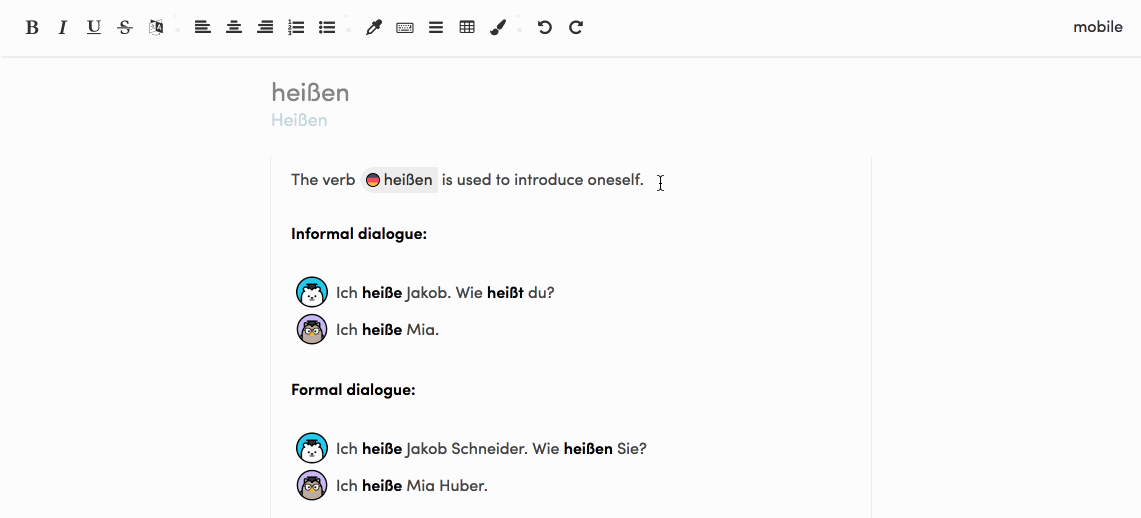 B I U S
mobile
heißen
Heißen
The verb heißen is used to introduce oneself.
Informal dialogue:
Ich heiße Jakob. Wie heißt du?
Ich heiße Mia.
Formal dialogue:
Ich heiße Jakob Schneider. Wie heißen Sie?
Ich heiße Mia Huber.